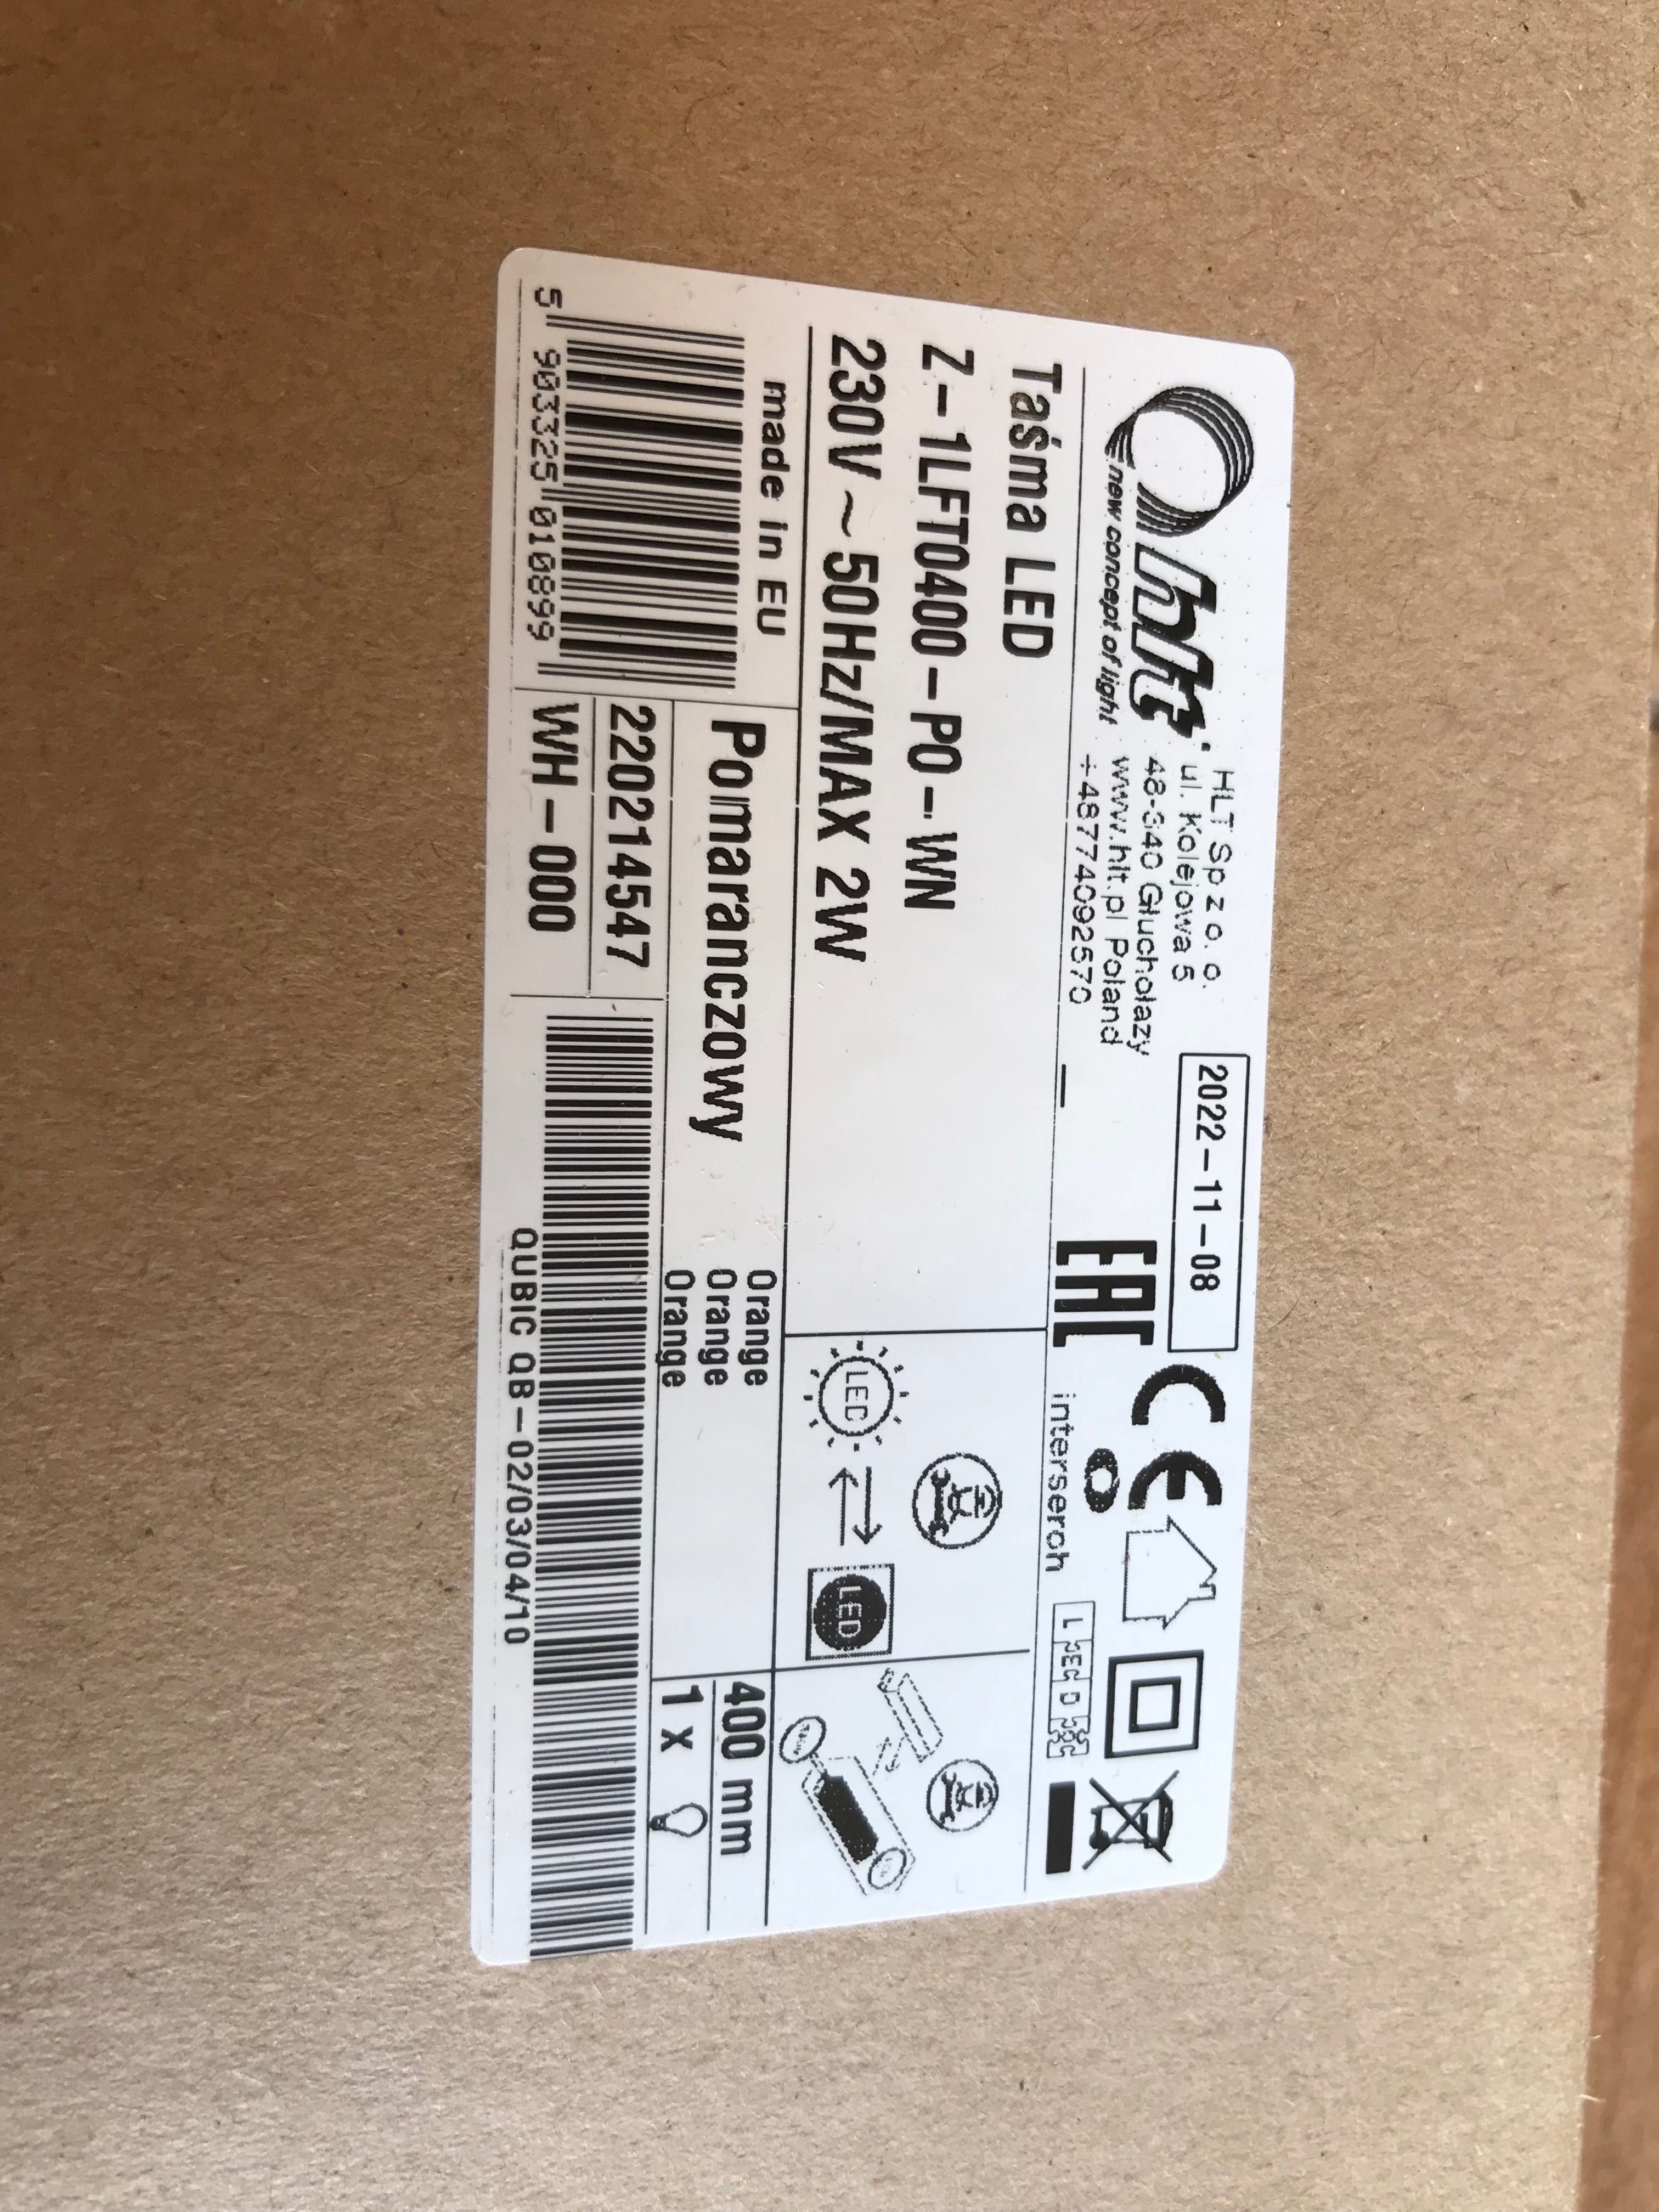 hlt.
new concept of light
HLT Sp z o. o.
ul. Kolejowa 5
48-340 Głuchołazy
www.hlt.pl Poland
+48774092570
2022-11-08
EAC
CE
interseroh
Taśma LED
Z-1LFT0400-PO-WN
230V ~ 50Hz/MAX 2W
LED
LED
made in EU
Pomarańczowy
Orange
Orange
Orange
400 mm
1 x
220214547
WH-000
5 903325 010899
QUBIC QB-02/03/04/10